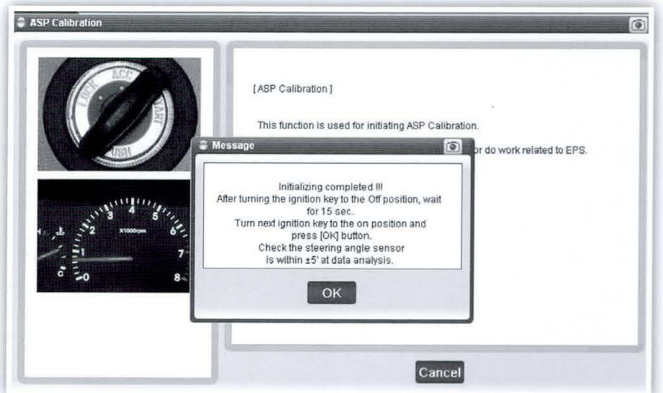 ASP Calibration
[ASP Calibration]
This function is used for initiating ASP Calibration.
or do work related to EPS.
Message
Initializing completed !!!
After turning the ignition key to the Off position, wait
for 15 sec.
Turn next ignition key to the on position and
press [OK] button.
Check the steering angle sensor
is within ±5' at data analysis.
OK
Cancel
LOCK
ACC
START
PUSH
0
1
2
3
4
5
6
7
8
X1000rpm
C